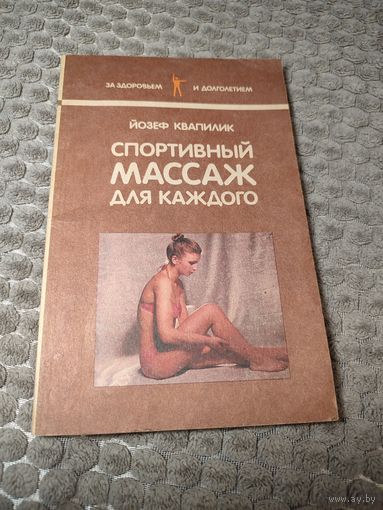 ЗА ЗДОРОВЬЕМ И ДОЛГОЛЕТИЕМ
ЙОЗЕФ КВАПИЛИК
СПОРТИВНЫЙ
МАССАЖ
ДЛЯ КАЖДОГО
www.ay.by